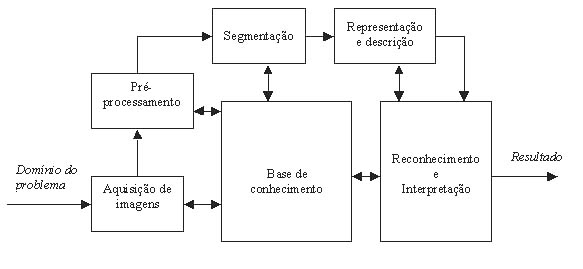 Segmentação
Representação
e descrição
Pré-
processamento
Domínio do
problema
Aquisição de
imagens
Base de
conhecimento
Reconhecimento
e
Interpretação
Resultado